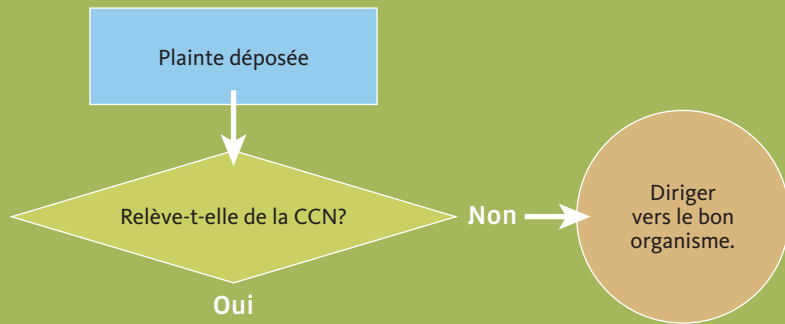 Plainte déposée
Relève-t-elle de la CCN?
Non
Diriger
vers le bon
organisme.
Oui